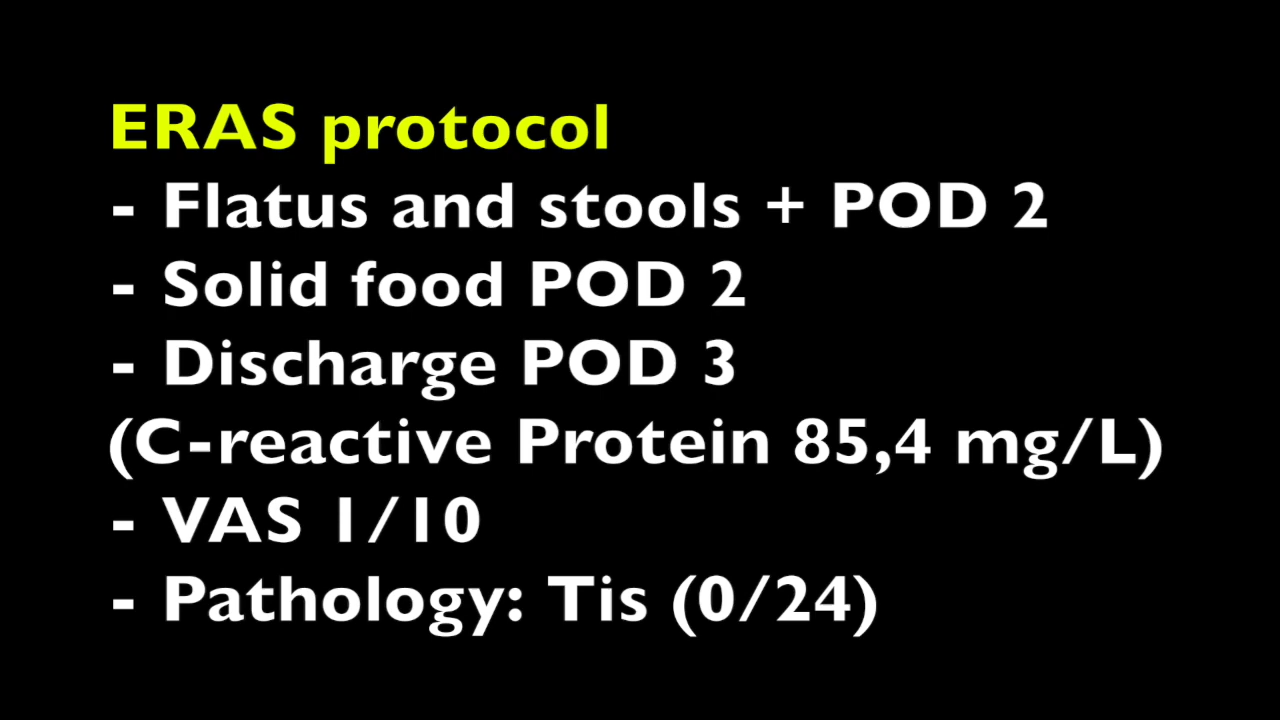 ERAS protocol
- Flatus and stools + POD 2
- Solid food POD 2
- Discharge POD 3
(C-reactive Protein 85,4 mg/L)
- VAS 1/10
- Pathology: Tis (0/24)